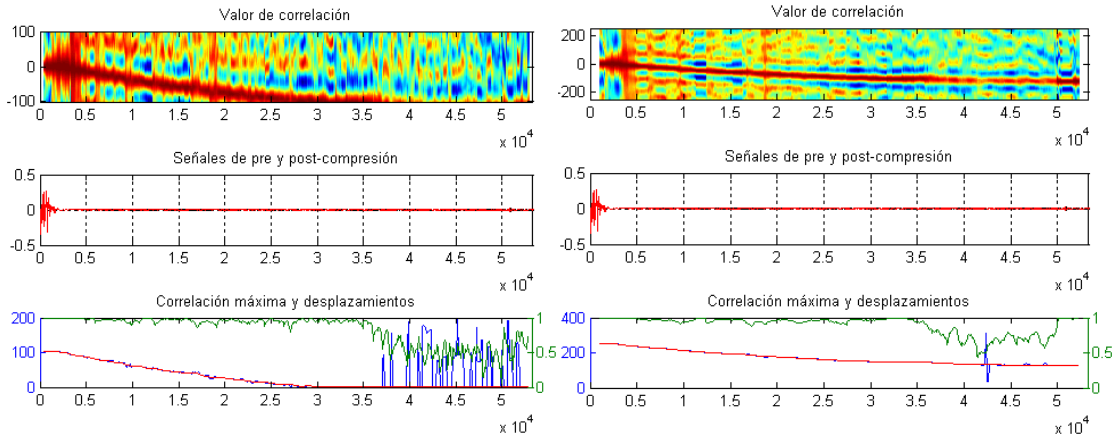 Valor de correlación
100
0
-100
0 0.5 1 1.5 2 2.5 3 3.5 4 4.5 5
x 10^4
Señales de pre y post-compresión
0.5
0
-0.5
0 0.5 1 1.5 2 2.5 3 3.5 4 4.5 5
x 10^4
Correlación máxima y desplazamientos
200 1
100 0.5
0 0
0 0.5 1 1.5 2 2.5 3 3.5 4 4.5 5
x 10^4
Valor de correlación
200
0
-200
0 0.5 1 1.5 2 2.5 3 3.5 4 4.5 5
x 10^4
Señales de pre y post-compresión
0.5
0
-0.5
0 0.5 1 1.5 2 2.5 3 3.5 4 4.5 5
x 10^4
Correlación máxima y desplazamientos
400 1
200 0.5
0 0
0 0.5 1 1.5 2 2.5 3 3.5 4 4.5 5
x 10^4